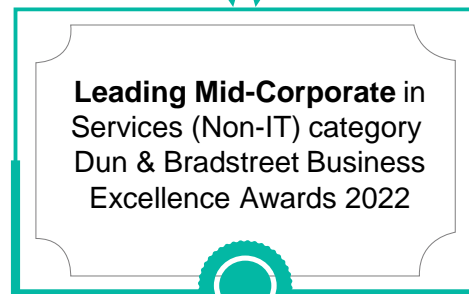 Leading Mid-Corporate in
Services (Non-IT) category
Dun & Bradstreet Business
Excellence Awards 2022